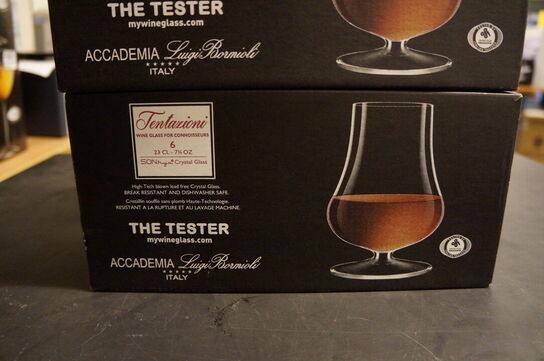 THE TESTER
mywineglass.com
ACCADEMIA Luigi Bormioli
ITALY
Tentazioni
WINE GLASS FOR CONNOISSEURS
6
23 CL - 7¾ OZ
SON.hyx Crystal Glass
High-Tech blown lead free Crystal Glass.
BREAK RESISTANT AND DISHWASHER SAFE.
Cristallin soufflé sans plomb Haute-Technologie.
RESISTANT A LA RUPTURE ET AU LAVAGE MACHINE.
THE TESTER
mywineglass.com
ACCADEMIA Luigi Bormioli
ITALY